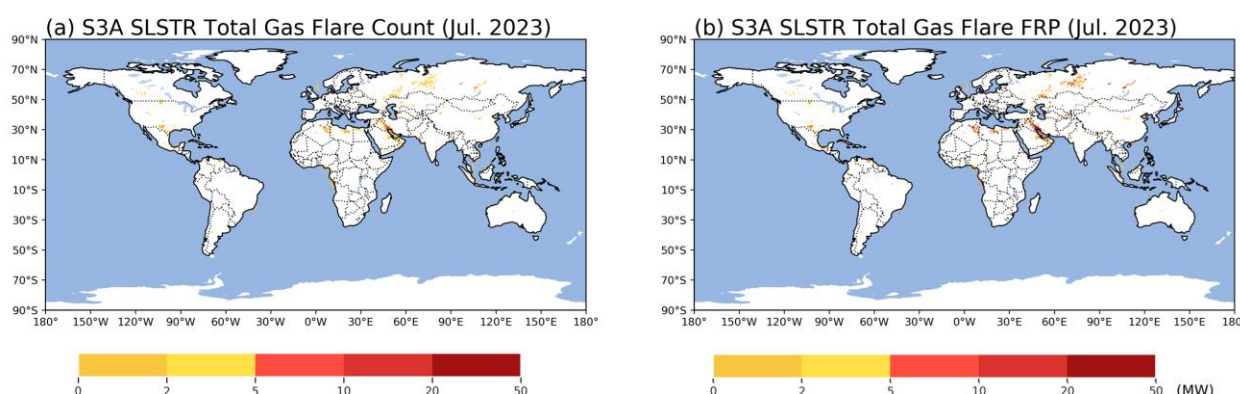 (a) S3A SLSTR Total Gas Flare Count (Jul. 2023)
90°N
70°N
50°N
30°N
10°N
10°S
30°S
50°S
70°S
90°S
180° 150°W 120°W 90°W 60°W 30°W 0°W 30°E 60°E 90°E 120°E 150°E 180°
0 2 5 10 20 50
(b) S3A SLSTR Total Gas Flare FRP (Jul. 2023)
90°N
70°N
50°N
30°N
10°N
10°S
30°S
50°S
70°S
90°S
180° 150°W 120°W 90°W 60°W 30°W 0°W 30°E 60°E 90°E 120°E 150°E 180°
0 2 5 10 20 50 (MW)